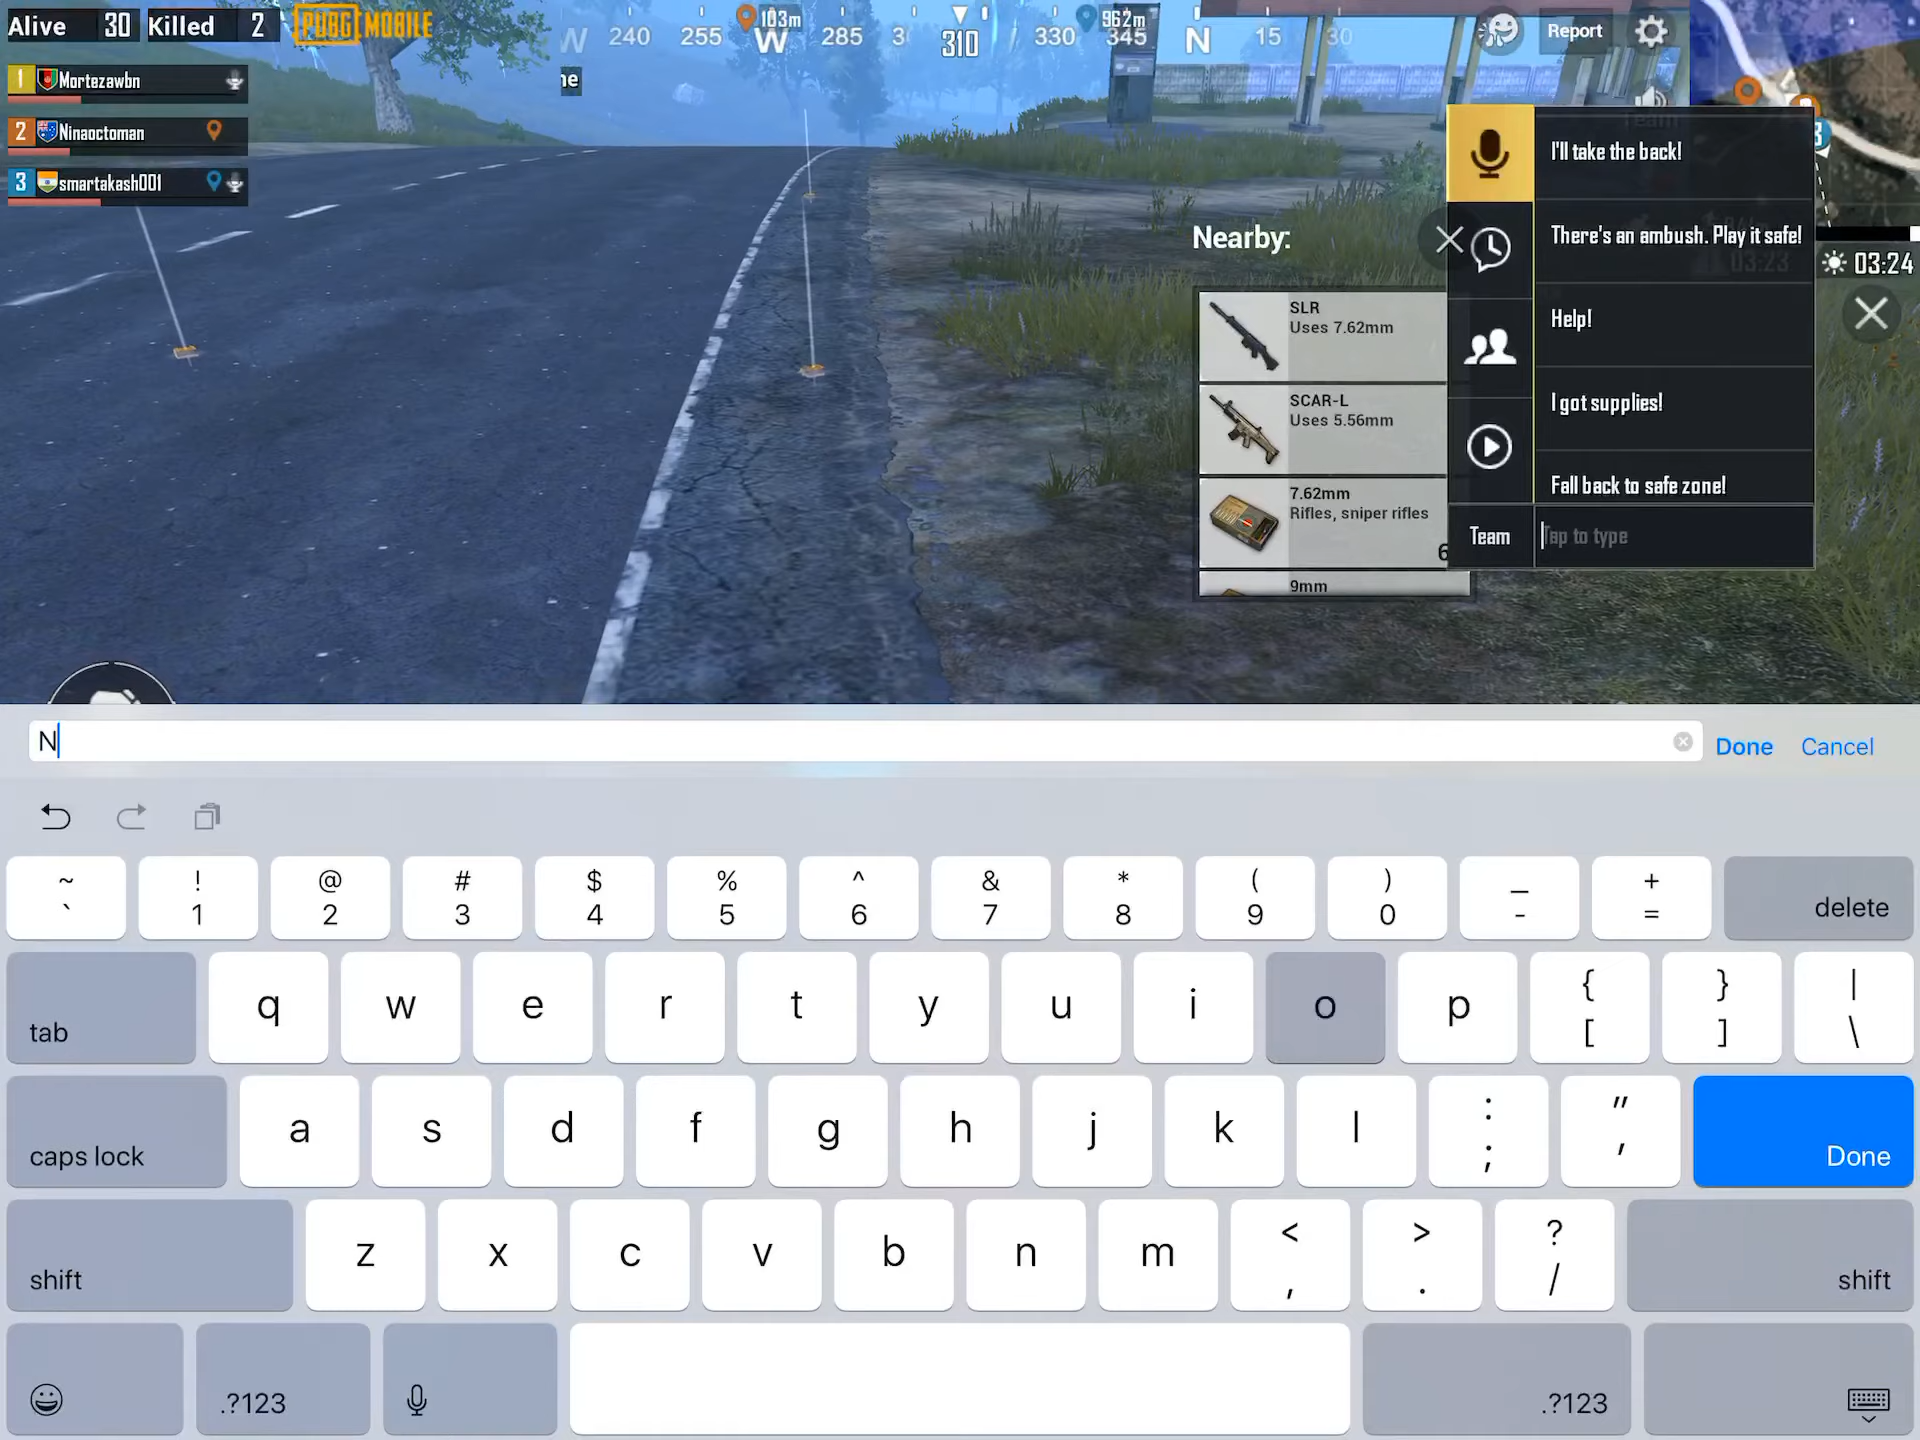 Alive 30 Killed 2 PUBG MOBILE
W 240 255 W 285 310 330 345 N 15 30
103m 962m
Report
1 Mortezawbn
2 Ninaoctoman
3 smartakash001
Team
I'll take the back!
There's an ambush. Play it safe!
03:23
03:24
Help!
I got supplies!
Fall back to safe zone!
Team Tap to type
Nearby:
SLR
Uses 7.62mm
SCAR-L
Uses 5.56mm
7.62mm
Rifles, sniper rifles
9mm
N
Done Cancel
~ ! @ # $ % ^ & * ( ) _ +
` 1 2 3 4 5 6 7 8 9 0 - = delete
tab q w e r t y u i o p { [ } ] | \
caps lock a s d f g h j k l : ; " ' Done
shift z x c v b n m < , > . ? / shift
.?123 .?123